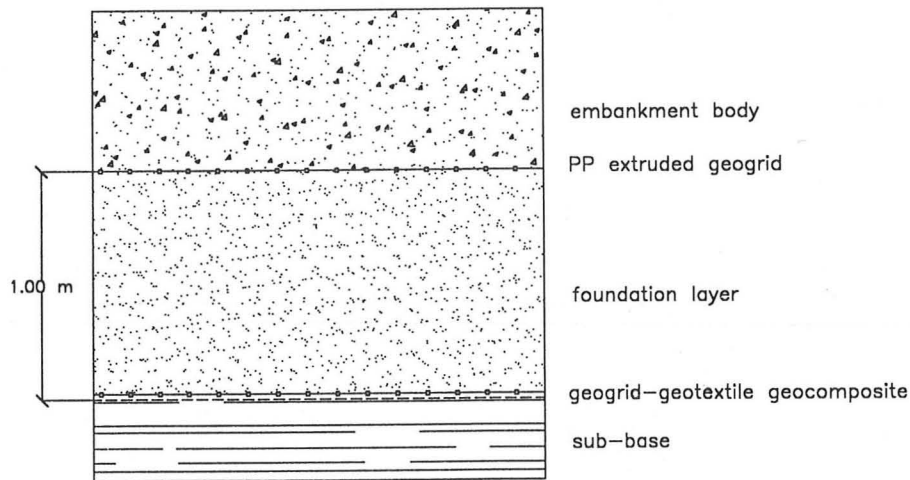 embankment body
PP extruded geogrid
1.00 m
foundation layer
geogrid-geotextile geocomposite
sub-base